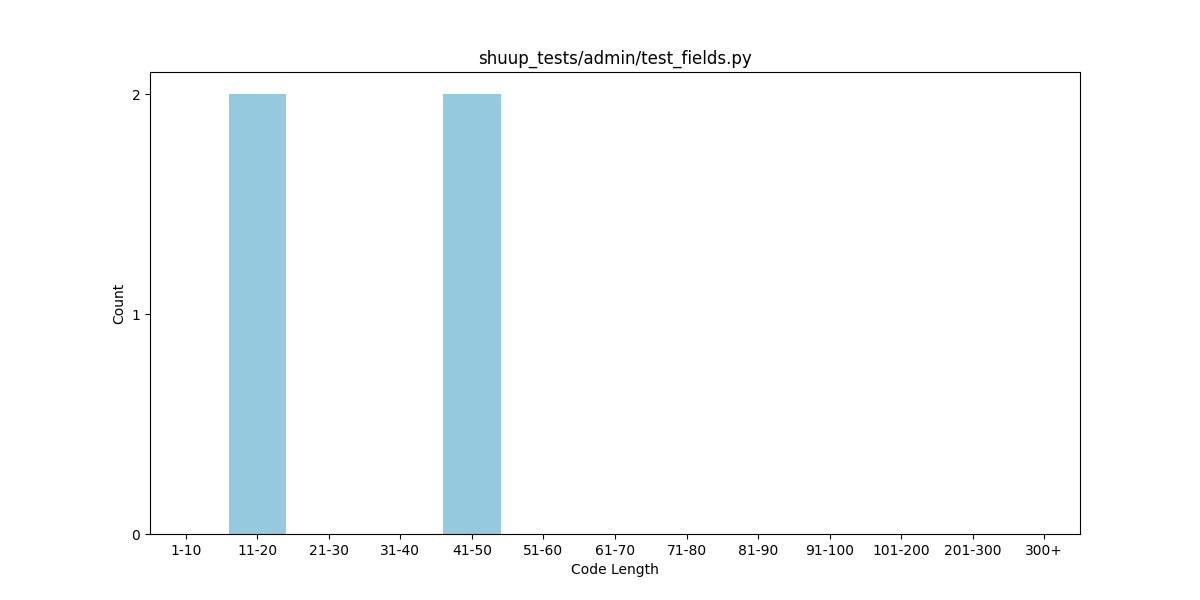 shuup_tests/admin/test_fields.py
Count
2
1
0
1-10 11-20 21-30 31-40 41-50 51-60 61-70 71-80 81-90 91-100 101-200 201-300 300+
Code Length